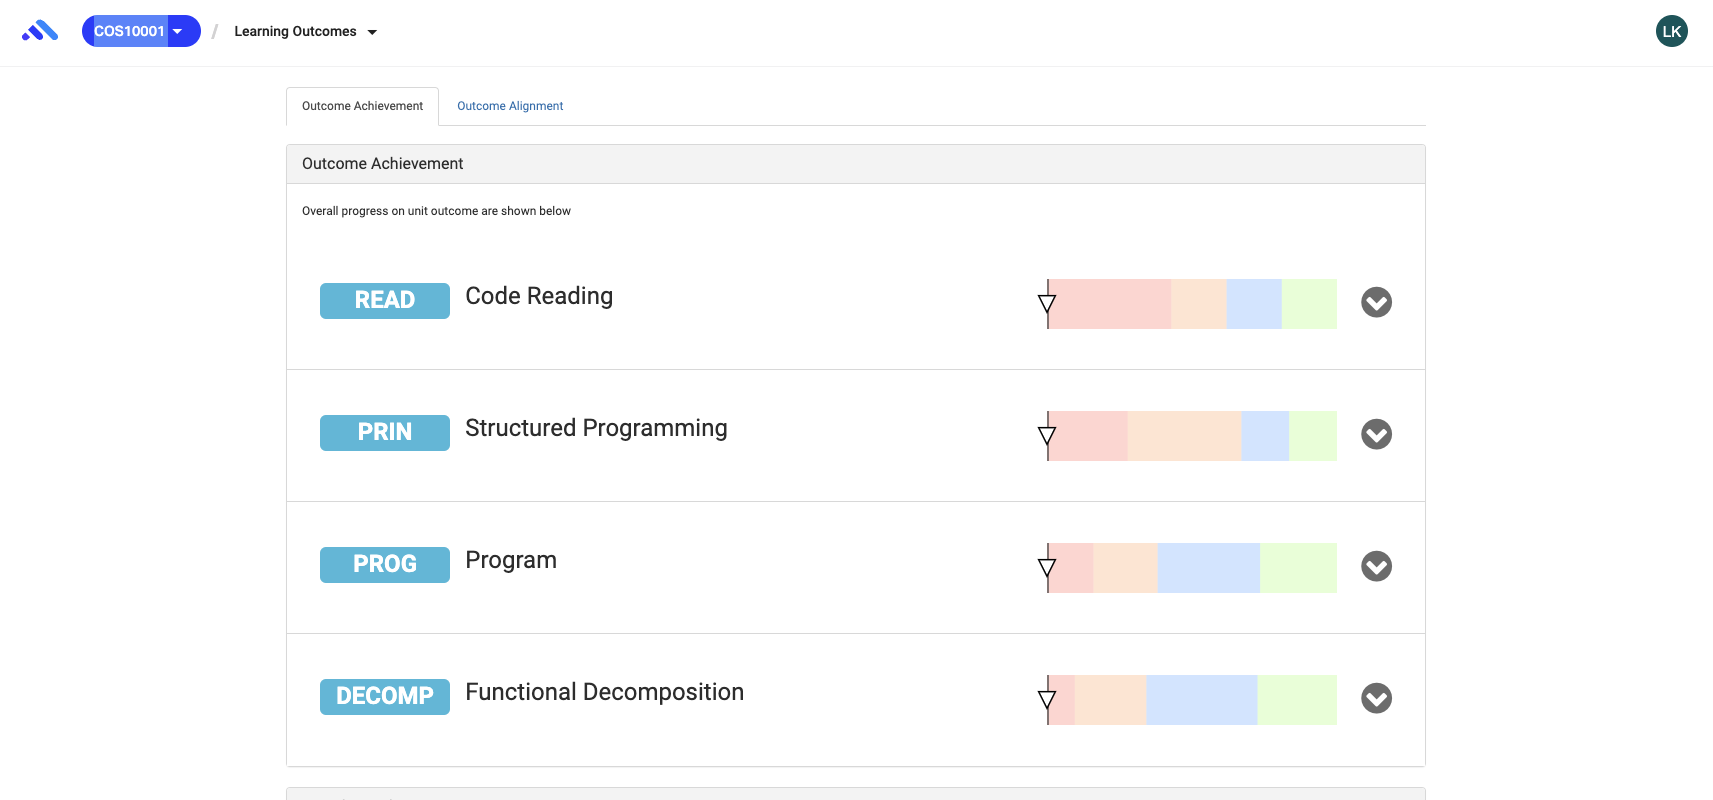 COS10001 / Learning Outcomes
LK
Outcome Achievement
Outcome Alignment
Outcome Achievement
Overall progress on unit outcome are shown below
READ Code Reading
PRIN Structured Programming
PROG Program
DECOMP Functional Decomposition